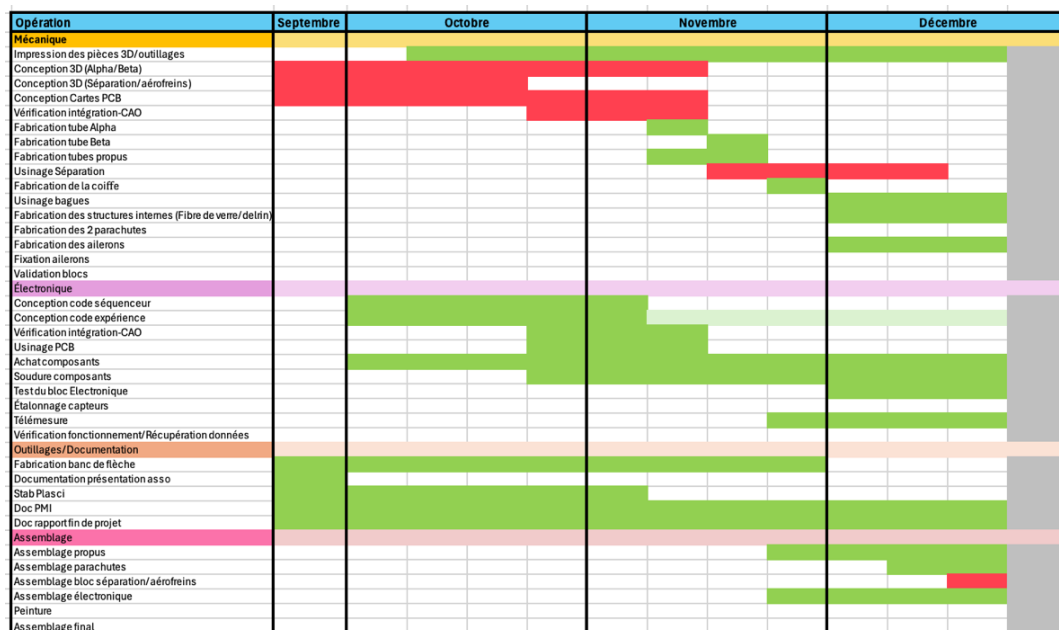 Opération Septembre Octobre Novembre Décembre
Mécanique
Impression des pièces 3D/outillages
Conception 3D (Alpha/Beta)
Conception 3D (Séparation/aérofreins)
Conception Cartes PCB
Vérification intégration-CAO
Fabrication tube Alpha
Fabrication tube Beta
Fabrication tubes propus
Usinage Séparation
Fabrication de la coiffe
Usinage bagues
Fabrication des structures internes (Fibre de verre/delrin)
Fabrication des 2 parachutes
Fabrication des ailerons
Fixation ailerons
Validation blocs
Électronique
Conception code séquenceur
Conception code expérience
Vérification intégration-CAO
Usinage PCB
Achat composants
Soudure composants
Test du bloc Electronique
Étalonnage capteurs
Télémesure
Vérification fonctionnement/Récupération données
Outillages/Documentation
Fabrication banc de flèche
Documentation présentation asso
Stab Plasci
Doc PMI
Doc rapport fin de projet
Assemblage
Assemblage propus
Assemblage parachutes
Assemblage bloc séparation/aérofreins
Assemblage électronique
Peinture
Assemblage final